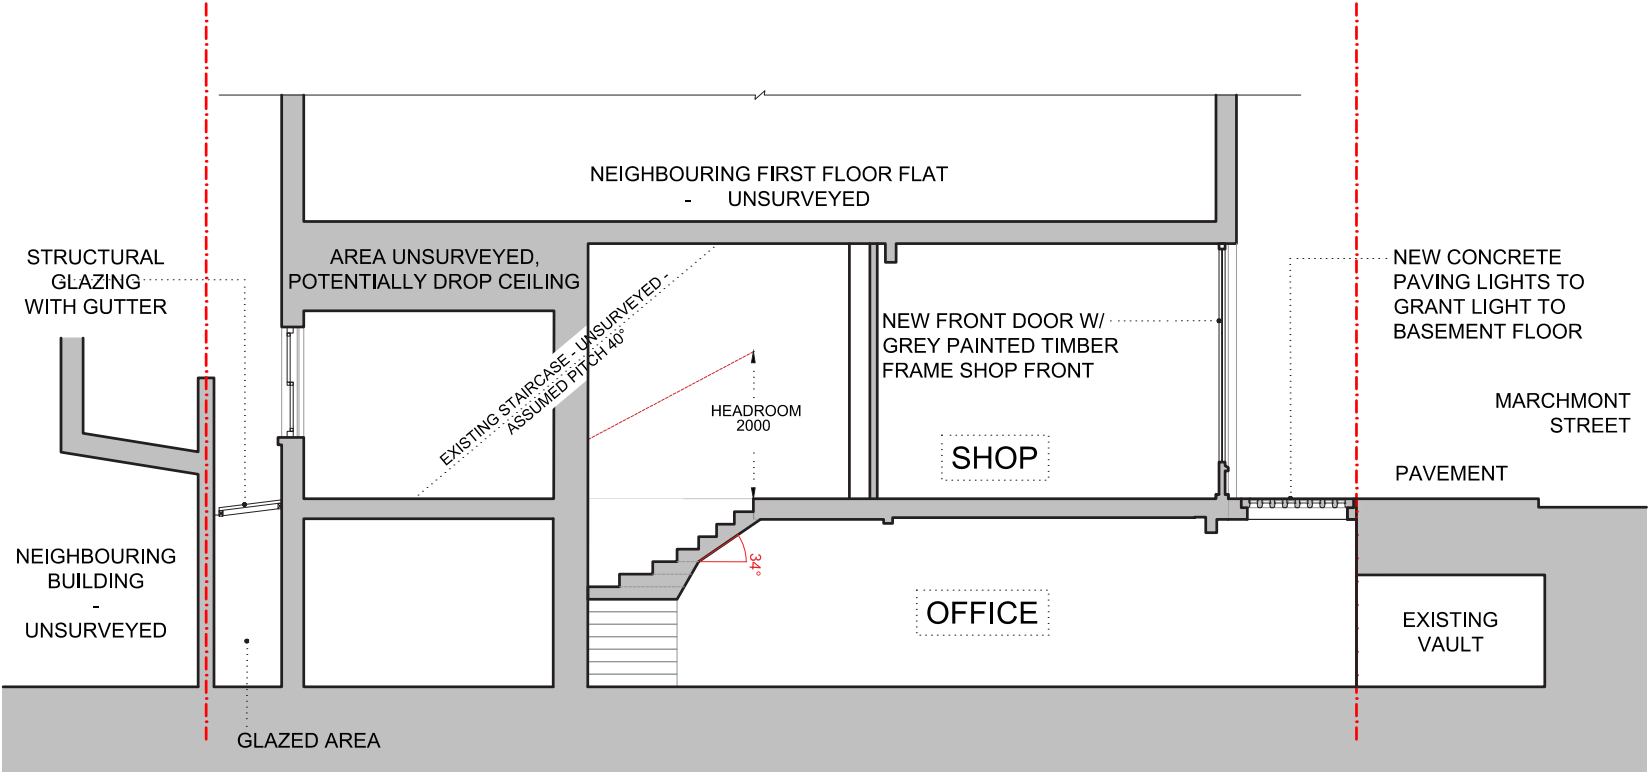 NEIGHBOURING FIRST FLOOR FLAT
- UNSURVEYED
STRUCTURAL
GLAZING
WITH GUTTER
AREA UNSURVEYED,
POTENTIALLY DROP CEILING
EXISTING STAIRCASE - UNSURVEYED -
ASSUMED PITCH 40°
HEADROOM
2000
NEW FRONT DOOR W/
GREY PAINTED TIMBER
FRAME SHOP FRONT
NEW CONCRETE
PAVING LIGHTS TO
GRANT LIGHT TO
BASEMENT FLOOR
MARCHMONT
STREET
SHOP
PAVEMENT
NEIGHBOURING
BUILDING
-
UNSURVEYED
34°
OFFICE
EXISTING
VAULT
GLAZED AREA